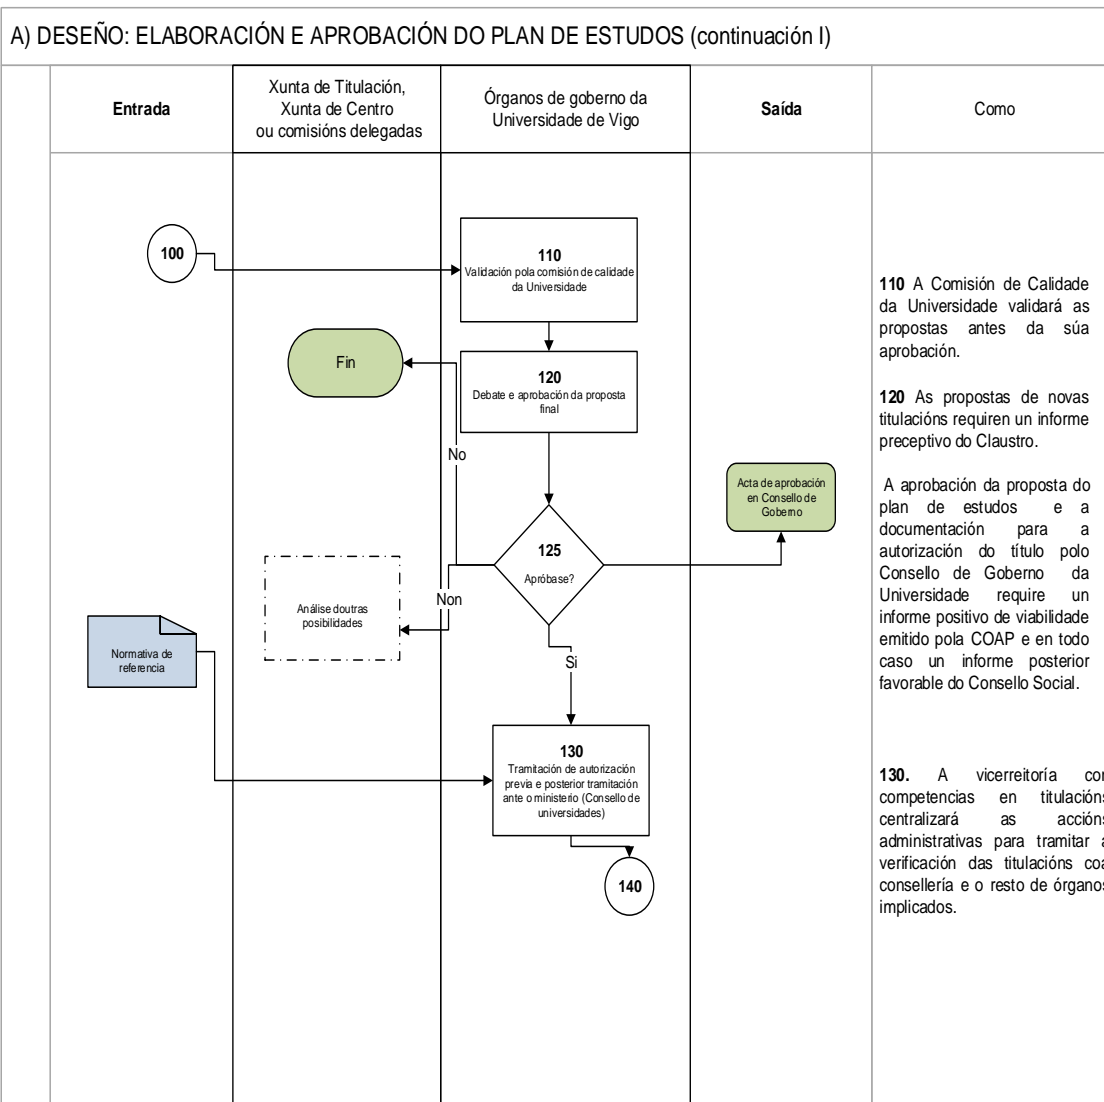 A) DESEÑO: ELABORACIÓN E APROBACIÓN DO PLAN DE ESTUDOS (continuación I)
Entrada
Xunta de Titulación,
Xunta de Centro
ou comisións delegadas
Órganos de goberno da
Universidade de Vigo
Saída
Como
100
110
Validación pola comisión de calidade
da Universidade
Fin
120
Debate e aprobación da proposta
final
No
Acta de aprobación
en Consello de
Goberno
125
Apróbase?
Non
Análise doutras
posibilidades
Normativa de
referencia
Si
130
Tramitación de autorización
previa e posterior tramitación
ante o ministerio (Consello de
universidades)
140
110 A Comisión de Calidade
da Universidade validará as
propostas antes da súa
aprobación.
120 As propostas de novas
titulacións requiren un informe
preceptivo do Claustro.
A aprobación da proposta do
plan de estudos e a
documentación para a
autorización do título polo
Consello de Goberno da
Universidade require un
informe positivo de viabilidade
emitido pola COAP e en todo
caso un informe posterior
favorable do Consello Social.
130. A vicerreitoría con
competencias en titulacións
centralizará as accións
administrativas para tramitar a
verificación das titulacións coa
consellería e o resto de órganos
implicados.